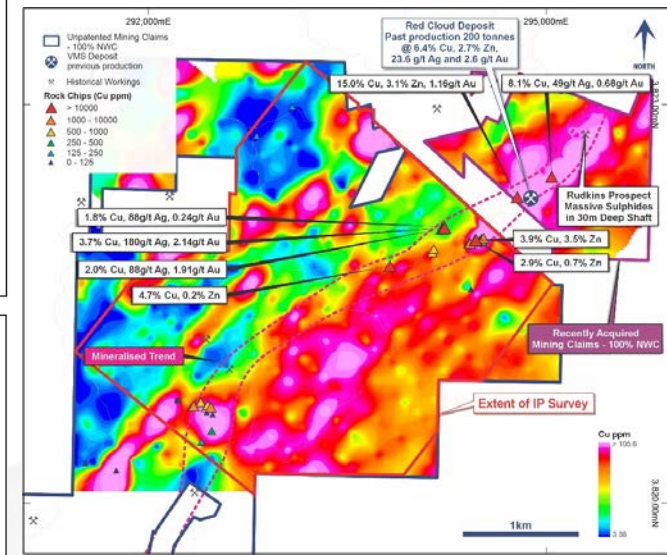 292,000mE
295,000mE
Unpatented Mining Claims
- 100% NWC
VMS Deposit
previous production
Historical Workings
Rock Chips (Cu ppm)
> 10000
1000 - 10000
500 - 1000
250 - 500
125 - 250
0 - 125
Red Cloud Deposit
Past production 200 tonnes
@ 6.4% Cu, 2.7% Zn,
23.6 g/t Ag and 2.6 g/t Au
NORTH
3,823,000mN
15.0% Cu, 3.1% Zn, 1.16g/t Au
8.1% Cu, 49g/t Ag, 0.68g/t Au
Rudkins Prospect
Massive Sulphides
in 30m Deep Shaft
1.8% Cu, 88g/t Ag, 0.24g/t Au
3.7% Cu, 180g/t Ag, 2.14g/t Au
2.0% Cu, 88g/t Ag, 1.91g/t Au
4.7% Cu, 0.2% Zn
3.9% Cu, 3.5% Zn
2.9% Cu, 0.7% Zn
Mineralised Trend
Recently Acquired
Mining Claims - 100% NWC
Extent of IP Survey
Cu ppm
> 105.6
3.38
3,820,000mN
1km